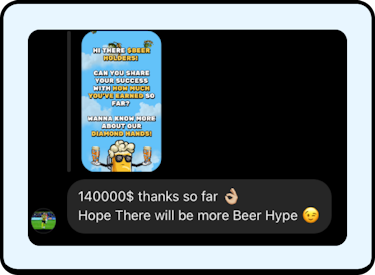 HI THERE $BEER
HOLDERS!
CAN YOU SHARE
YOUR SUCCESS
WITH HOW MUCH
YOU'VE EARNED SO
FAR?
WANNA KNOW MORE
ABOUT OUR
DIAMOND HANDS!
140000$ thanks so far 👌🏼
Hope There will be more Beer Hype 😉